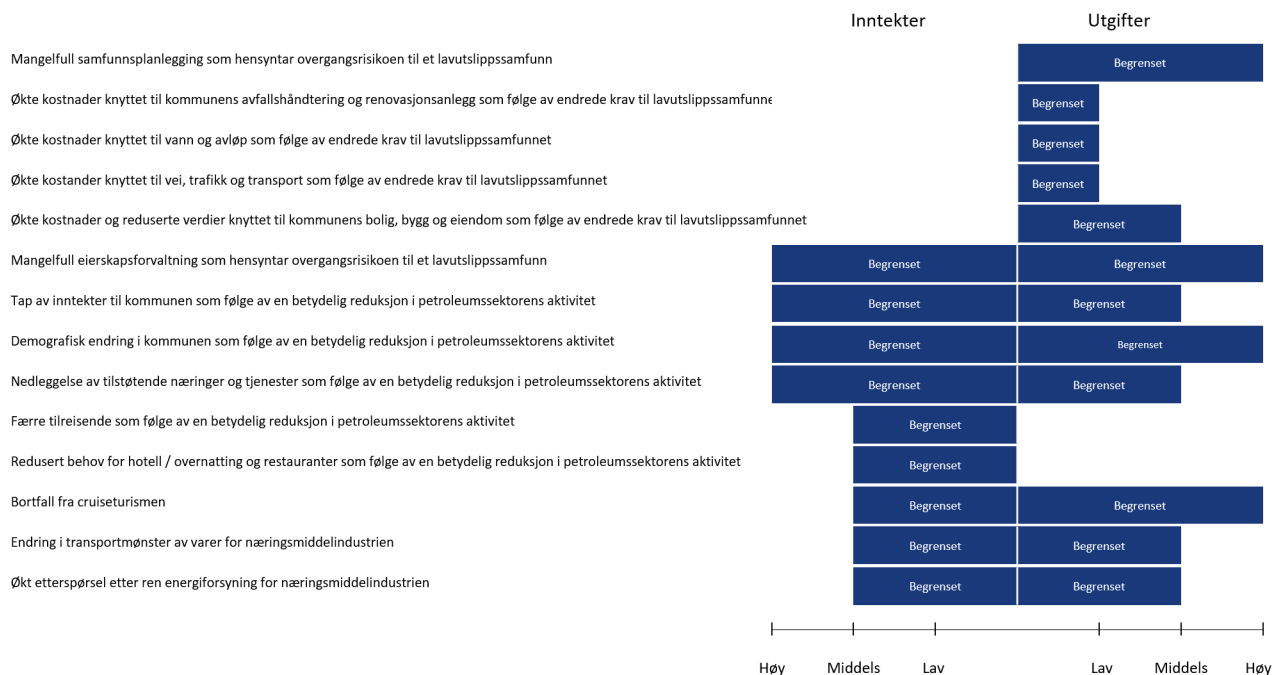 Inntekter Utgifter
Mangelfull samfunnsplanlegging som hensyntar overgangsrisikoen til et lavutslippssamfunn Begrenset
Økte kostnader knyttet til kommunens avfallshåndtering og renovasjonsanlegg som følge av endrede krav til lavutslippssamfunne Begrenset
Økte kostnader knyttet til vann og avløp som følge av endrede krav til lavutslippssamfunnet Begrenset
Økte kostander knyttet til vei, trafikk og transport som følge av endrede krav til lavutslippssamfunnet Begrenset
Økte kostnader og reduserte verdier knyttet til kommunens bolig, bygg og eiendom som følge av endrede krav til lavutslippssamfunnet Begrenset
Mangelfull eierskapsforvaltning som hensyntar overgangsrisikoen til et lavutslippssamfunn Begrenset Begrenset
Tap av inntekter til kommunen som følge av en betydelig reduksjon i petroleumssektorens aktivitet Begrenset Begrenset
Demografisk endring i kommunen som følge av en betydelig reduksjon i petroleumssektorens aktivitet Begrenset Begrenset
Nedleggelse av tilstøtende næringer og tjenester som følge av en betydelig reduksjon i petroleumssektorens aktivitet Begrenset Begrenset
Færre tilreisende som følge av en betydelig reduksjon i petroleumssektorens aktivitet Begrenset
Redusert behov for hotell / overnatting og restauranter som følge av en betydelig reduksjon i petroleumssektorens aktivitet Begrenset
Bortfall fra cruiseturismen Begrenset Begrenset
Endring i transportmønster av varer for næringsmiddelindustrien Begrenset Begrenset
Økt etterspørsel etter ren energiforsyning for næringsmiddelindustrien Begrenset Begrenset
Høy Middels Lav Lav Middels Høy